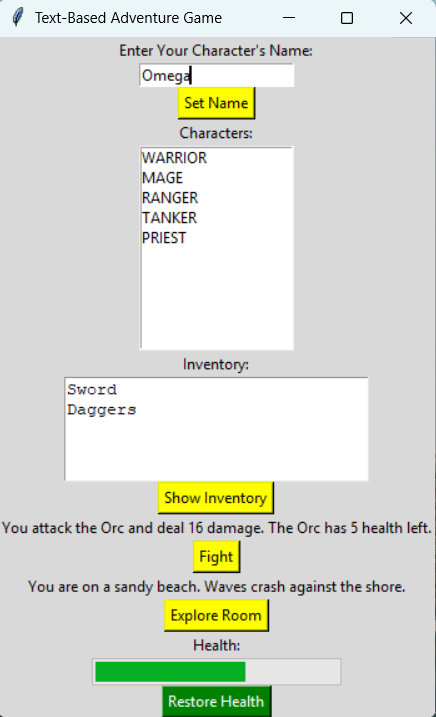 Text-Based Adventure Game
Enter Your Character's Name:
Omega
Set Name
Characters:
WARRIOR
MAGE
RANGER
TANKER
PRIEST
Inventory:
Sword
Daggers
Show Inventory
You attack the Orc and deal 16 damage. The Orc has 5 health left.
Fight
You are on a sandy beach. Waves crash against the shore.
Explore Room
Health:
Restore Health